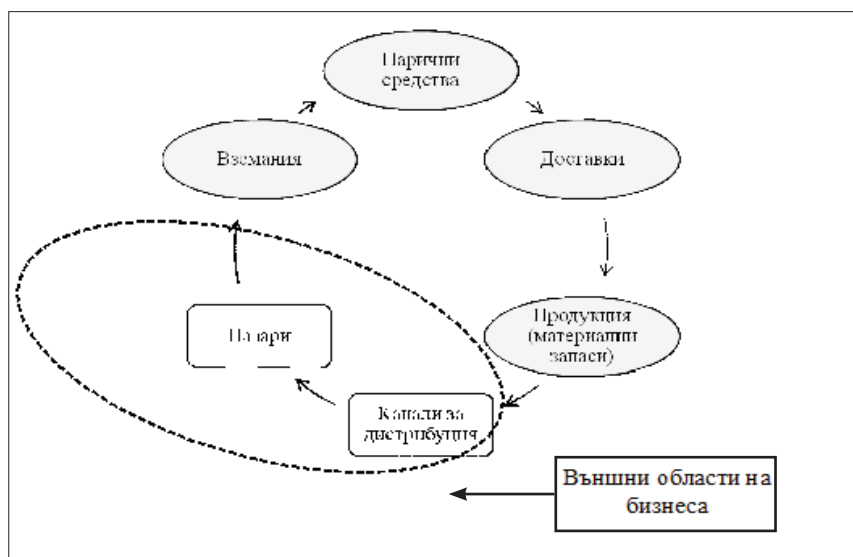 Парични
средства
Вземания
Доставки
Пазари
Продукция
(материални
запаси)
Канали за
дистрибуция
Външни области на
бизнеса